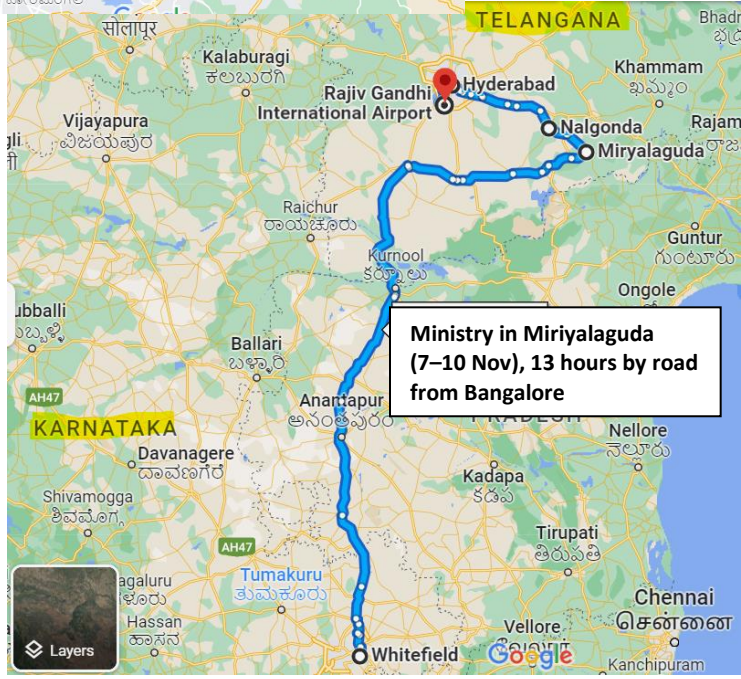 TELANGANA
सोलापूर
Kalaburagi
ಕಲಬುರಗಿ
Khammam
ఖమ్మం
Rajiv Gandhi
International Airport
Hyderabad
Nalgonda
Miryalaguda
Vijayapura
ವಿಜಯಪುರ
Raichur
ರಾಯಚೂರು
Kurnool
కర్నూలు
Guntur
గుంటూరు
Ongole
Ballari
ಬಳ್ಳಾರಿ
Ministry in Miriyalaguda
(7–10 Nov), 13 hours by road
from Bangalore
AH47
Anantapur
అనంతపురం
KARNATAKA
Davanagere
ದಾವಣಗೆರೆ
Nellore
నెల్లూరు
Kadapa
కడప
Shivamogga
ಶಿವಮೊಗ್ಗ
AH47
Tirupati
తిరుపతి
Tumakuru
ತುಮಕೂರು
Chennai
சென்னை
Hassan
ಹಾಸನ
Layers
Vellore
வேலூர்
Whitefield
Google
Kanchipuram